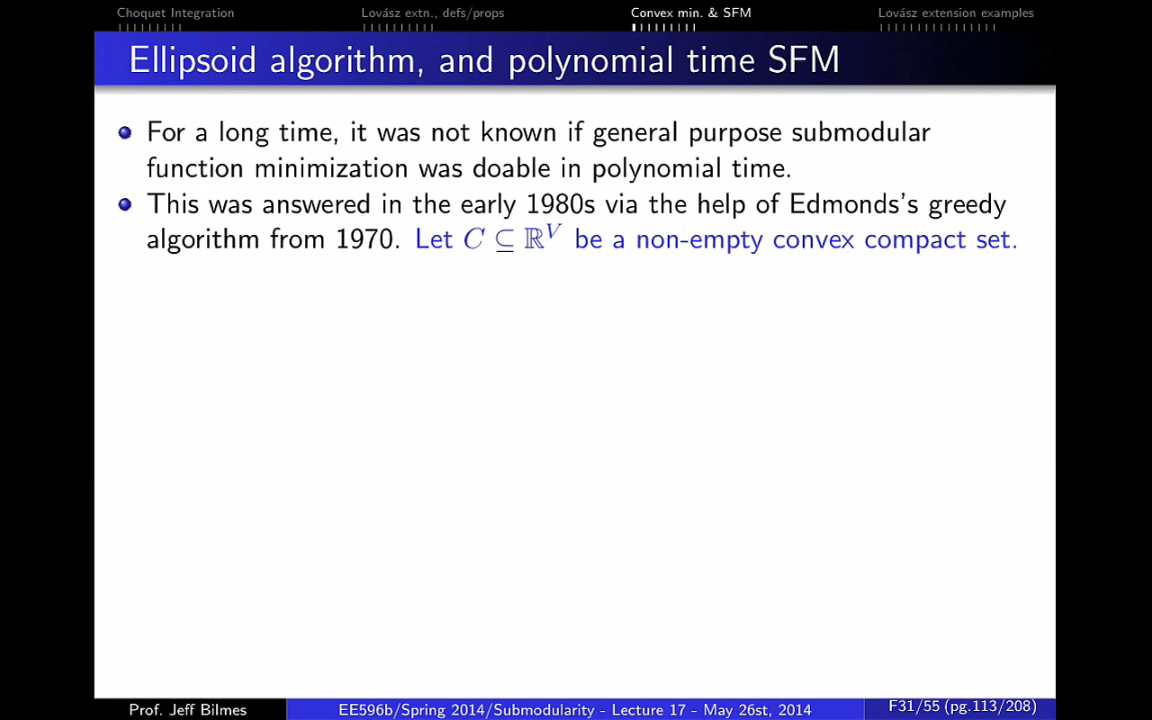 Choquet Integration Lovász extn., defs/props Convex min. & SFM Lovász extension examples
Ellipsoid algorithm, and polynomial time SFM
For a long time, it was not known if general purpose submodular
function minimization was doable in polynomial time.
This was answered in the early 1980s via the help of Edmonds's greedy
algorithm from 1970. Let C ⊆ ℝ^V be a non-empty convex compact set.
Prof. Jeff Bilmes EE596b/Spring 2014/Submodularity - Lecture 17 - May 26st, 2014 F31/55 (pg.113/208)